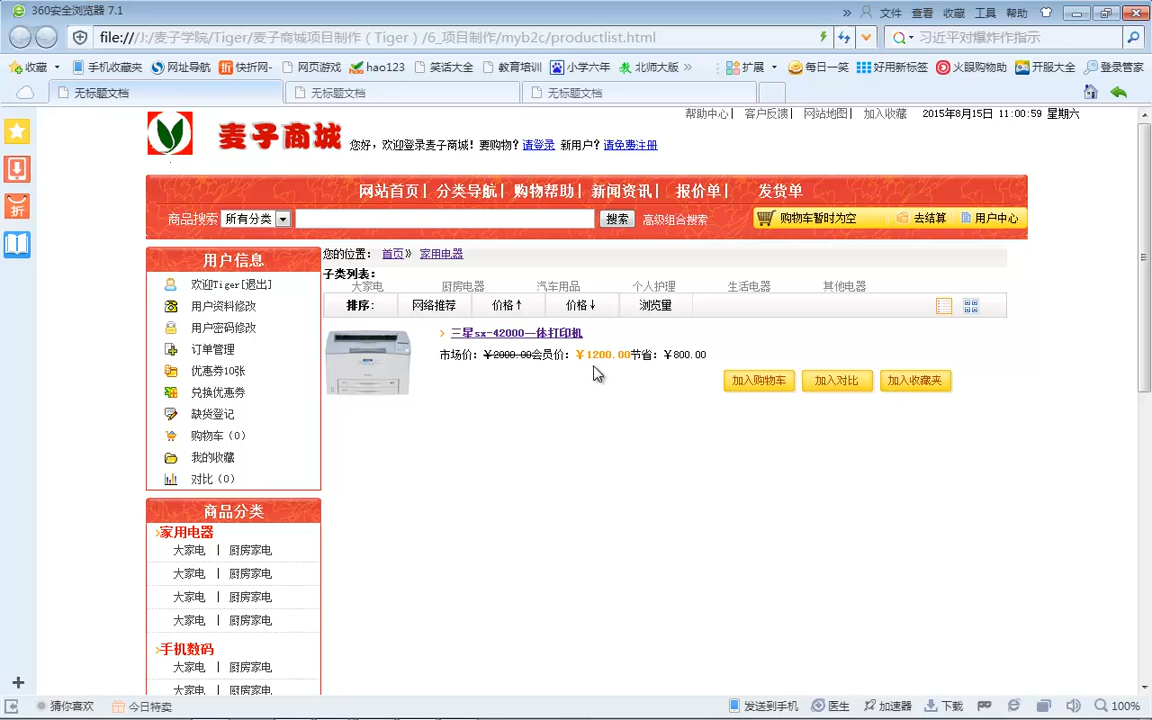 360安全浏览器 7.1
» 文件 查看 收藏 工具 帮助
file:///J:/麦子学院/Tiger/麦子商城项目制作（Tiger）/6_项目制作/myb2c/productlist.html
习近平对爆炸作指示
收藏 手机收藏夹 网址导航 快折网- 网页游戏 hao123 笑话大全 教育培训 小学六年 北师大版 » 扩展 每日一笑 好用新标签 火眼购物助 开服大全 登录管家
无标题文档 无标题文档 无标题文档
帮助中心| 客户反馈| 网站地图| 加入收藏 2015年8月15日 11:00:59 星期六
麦子商城 您好，欢迎登录麦子商城！要购物？请登录 新用户？请免费注册
折
网站首页| 分类导航| 购物帮助| 新闻资讯| 报价单| 发货单
商品搜索 所有分类 搜索 高级组合搜索 购物车暂时为空 去结算 用户中心
用户信息
欢迎Tiger[退出]
用户资料修改
用户密码修改
订单管理
优惠券10张
兑换优惠券
缺货登记
购物车（0）
我的收藏
对比（0）
您的位置： 首页》 家用电器
子类列表：
大家电 厨房电器 汽车用品 个人护理 生活电器 其他电器
排序： 网络推荐 价格↑ 价格↓ 浏览量
› 三星sx-42000一体打印机
市场价：￥2000.00会员价：￥1200.00节省：￥800.00
加入购物车 加入对比 加入收藏夹
商品分类
›家用电器
大家电 | 厨房家电
大家电 | 厨房家电
大家电 | 厨房家电
大家电 | 厨房家电
›手机数码
大家电 | 厨房家电
大家电 | 厨房家电
猜你喜欢 今日特卖 发送到手机 医生 加速器 下载 100%